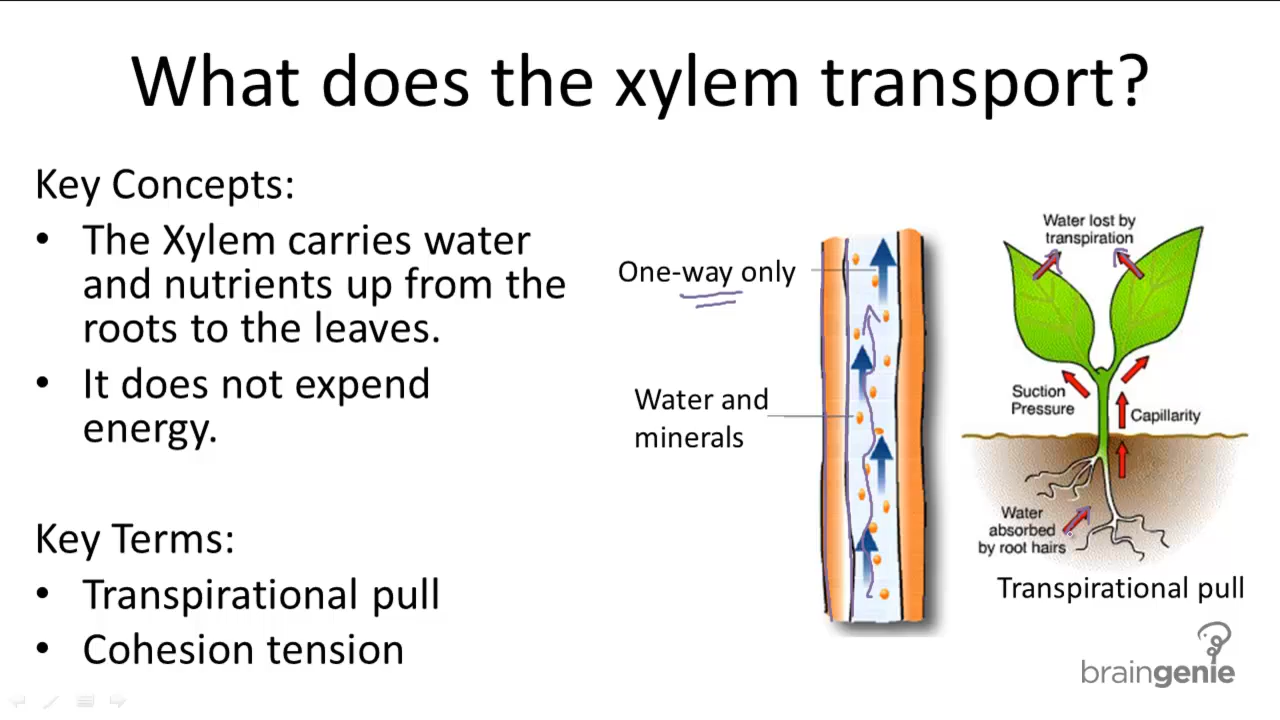 What does the xylem transport?
Key Concepts:
• The Xylem carries water
and nutrients up from the
roots to the leaves.
• It does not expend
energy.
Key Terms:
• Transpirational pull
• Cohesion tension
One-way only
Water and
minerals
Water lost by
transpiration
Suction
Pressure
Capillarity
Water
absorbed
by root hairs
Transpirational pull
braingenie